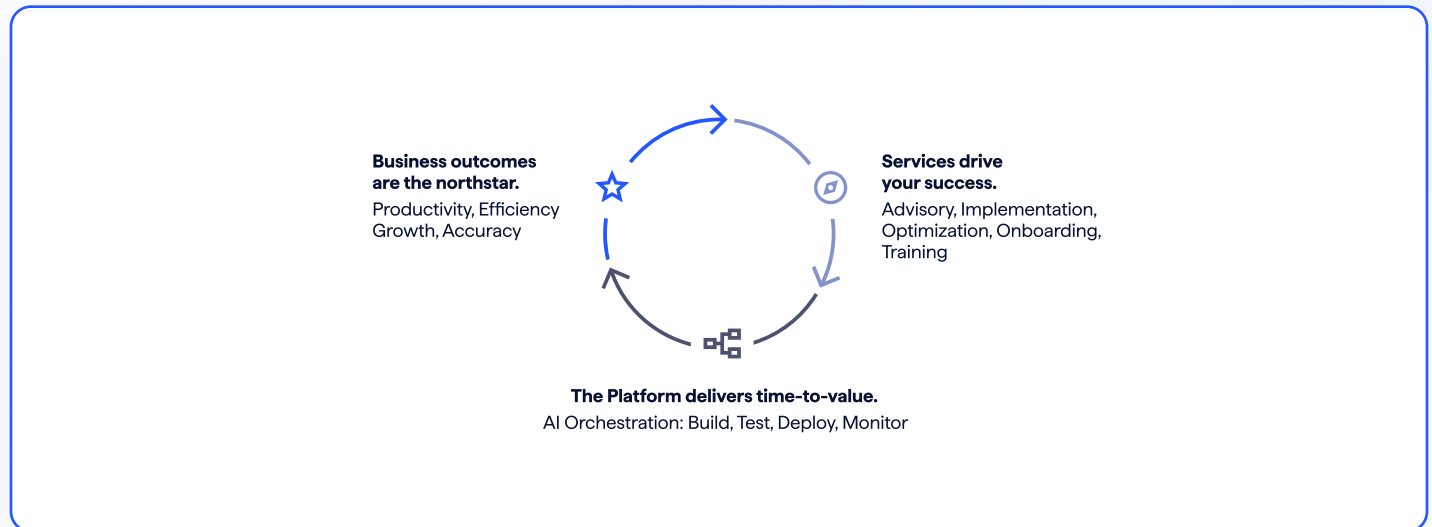 Business outcomes
are the northstar.
Productivity, Efficiency
Growth, Accuracy
Services drive
your success.
Advisory, Implementation,
Optimization, Onboarding,
Training
The Platform delivers time-to-value.
AI Orchestration: Build, Test, Deploy, Monitor